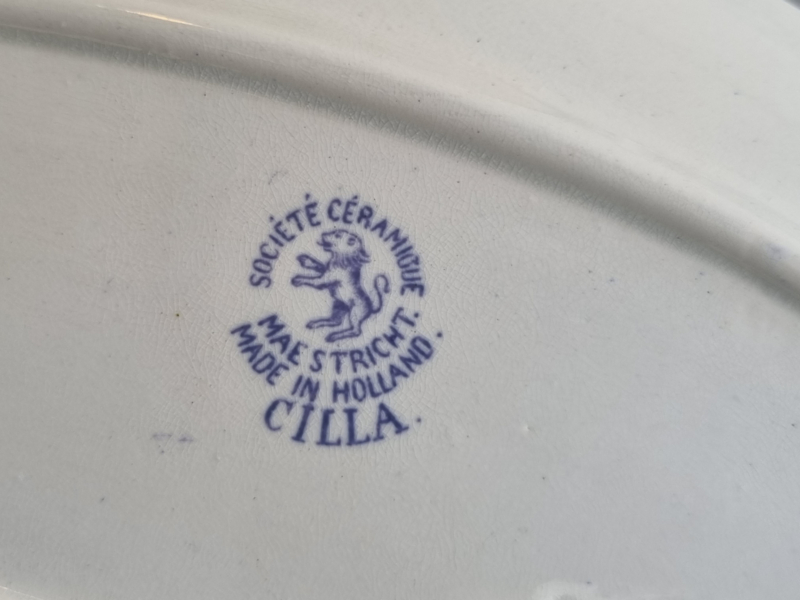 SOCIÉTÉ CÉRAMIQUE
MAESTRICHT.
MADE IN HOLLAND.
CILLA.